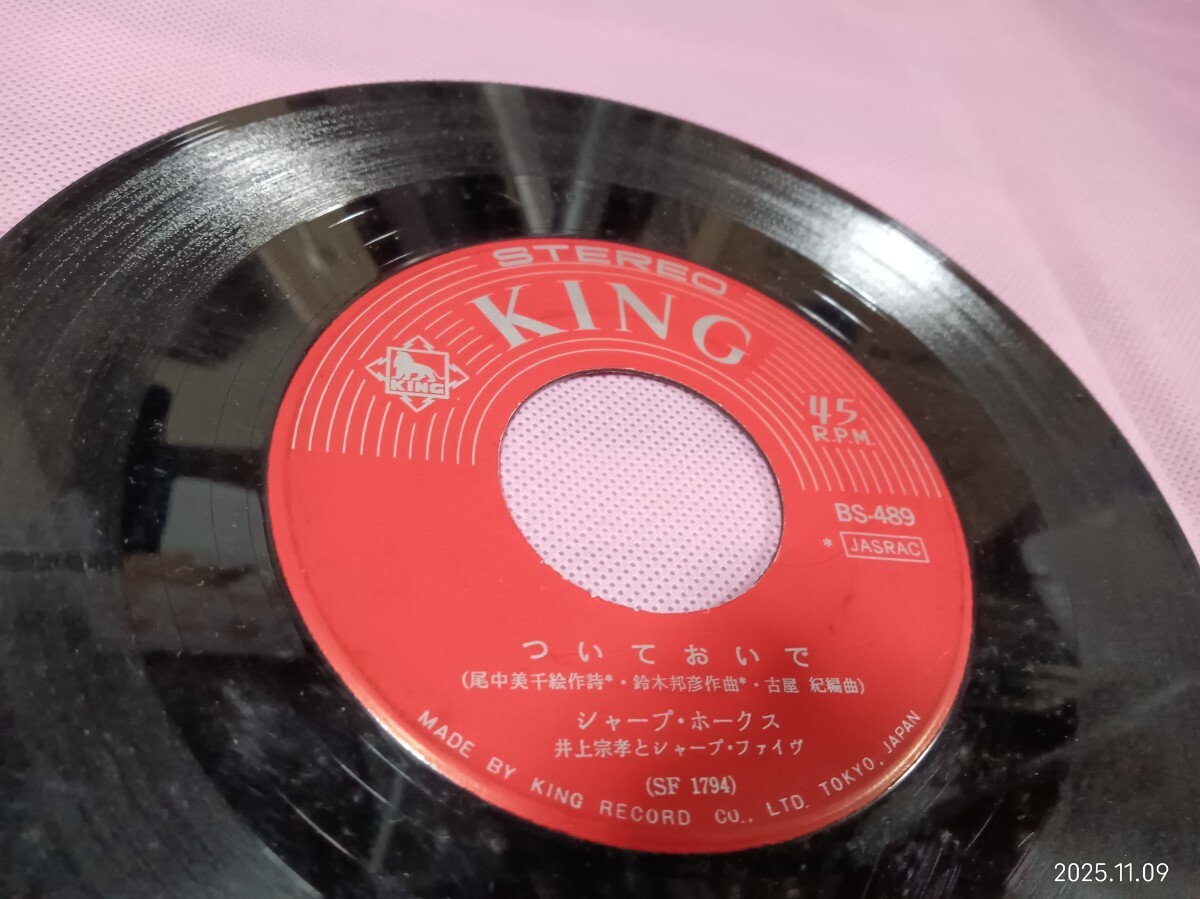 STEREO
KING
KING
45
R.P.M.
BS-489
* JASRAC
ついておいで
(尾中美千絵作詩*・鈴木邦彦作曲*・古屋 紀編曲)
シャープ・ホークス
井上宗孝とシャープ・ファイヴ
(SF 1794)
MADE BY KING RECORD CO., LTD. TOKYO, JAPAN
2025.11.09